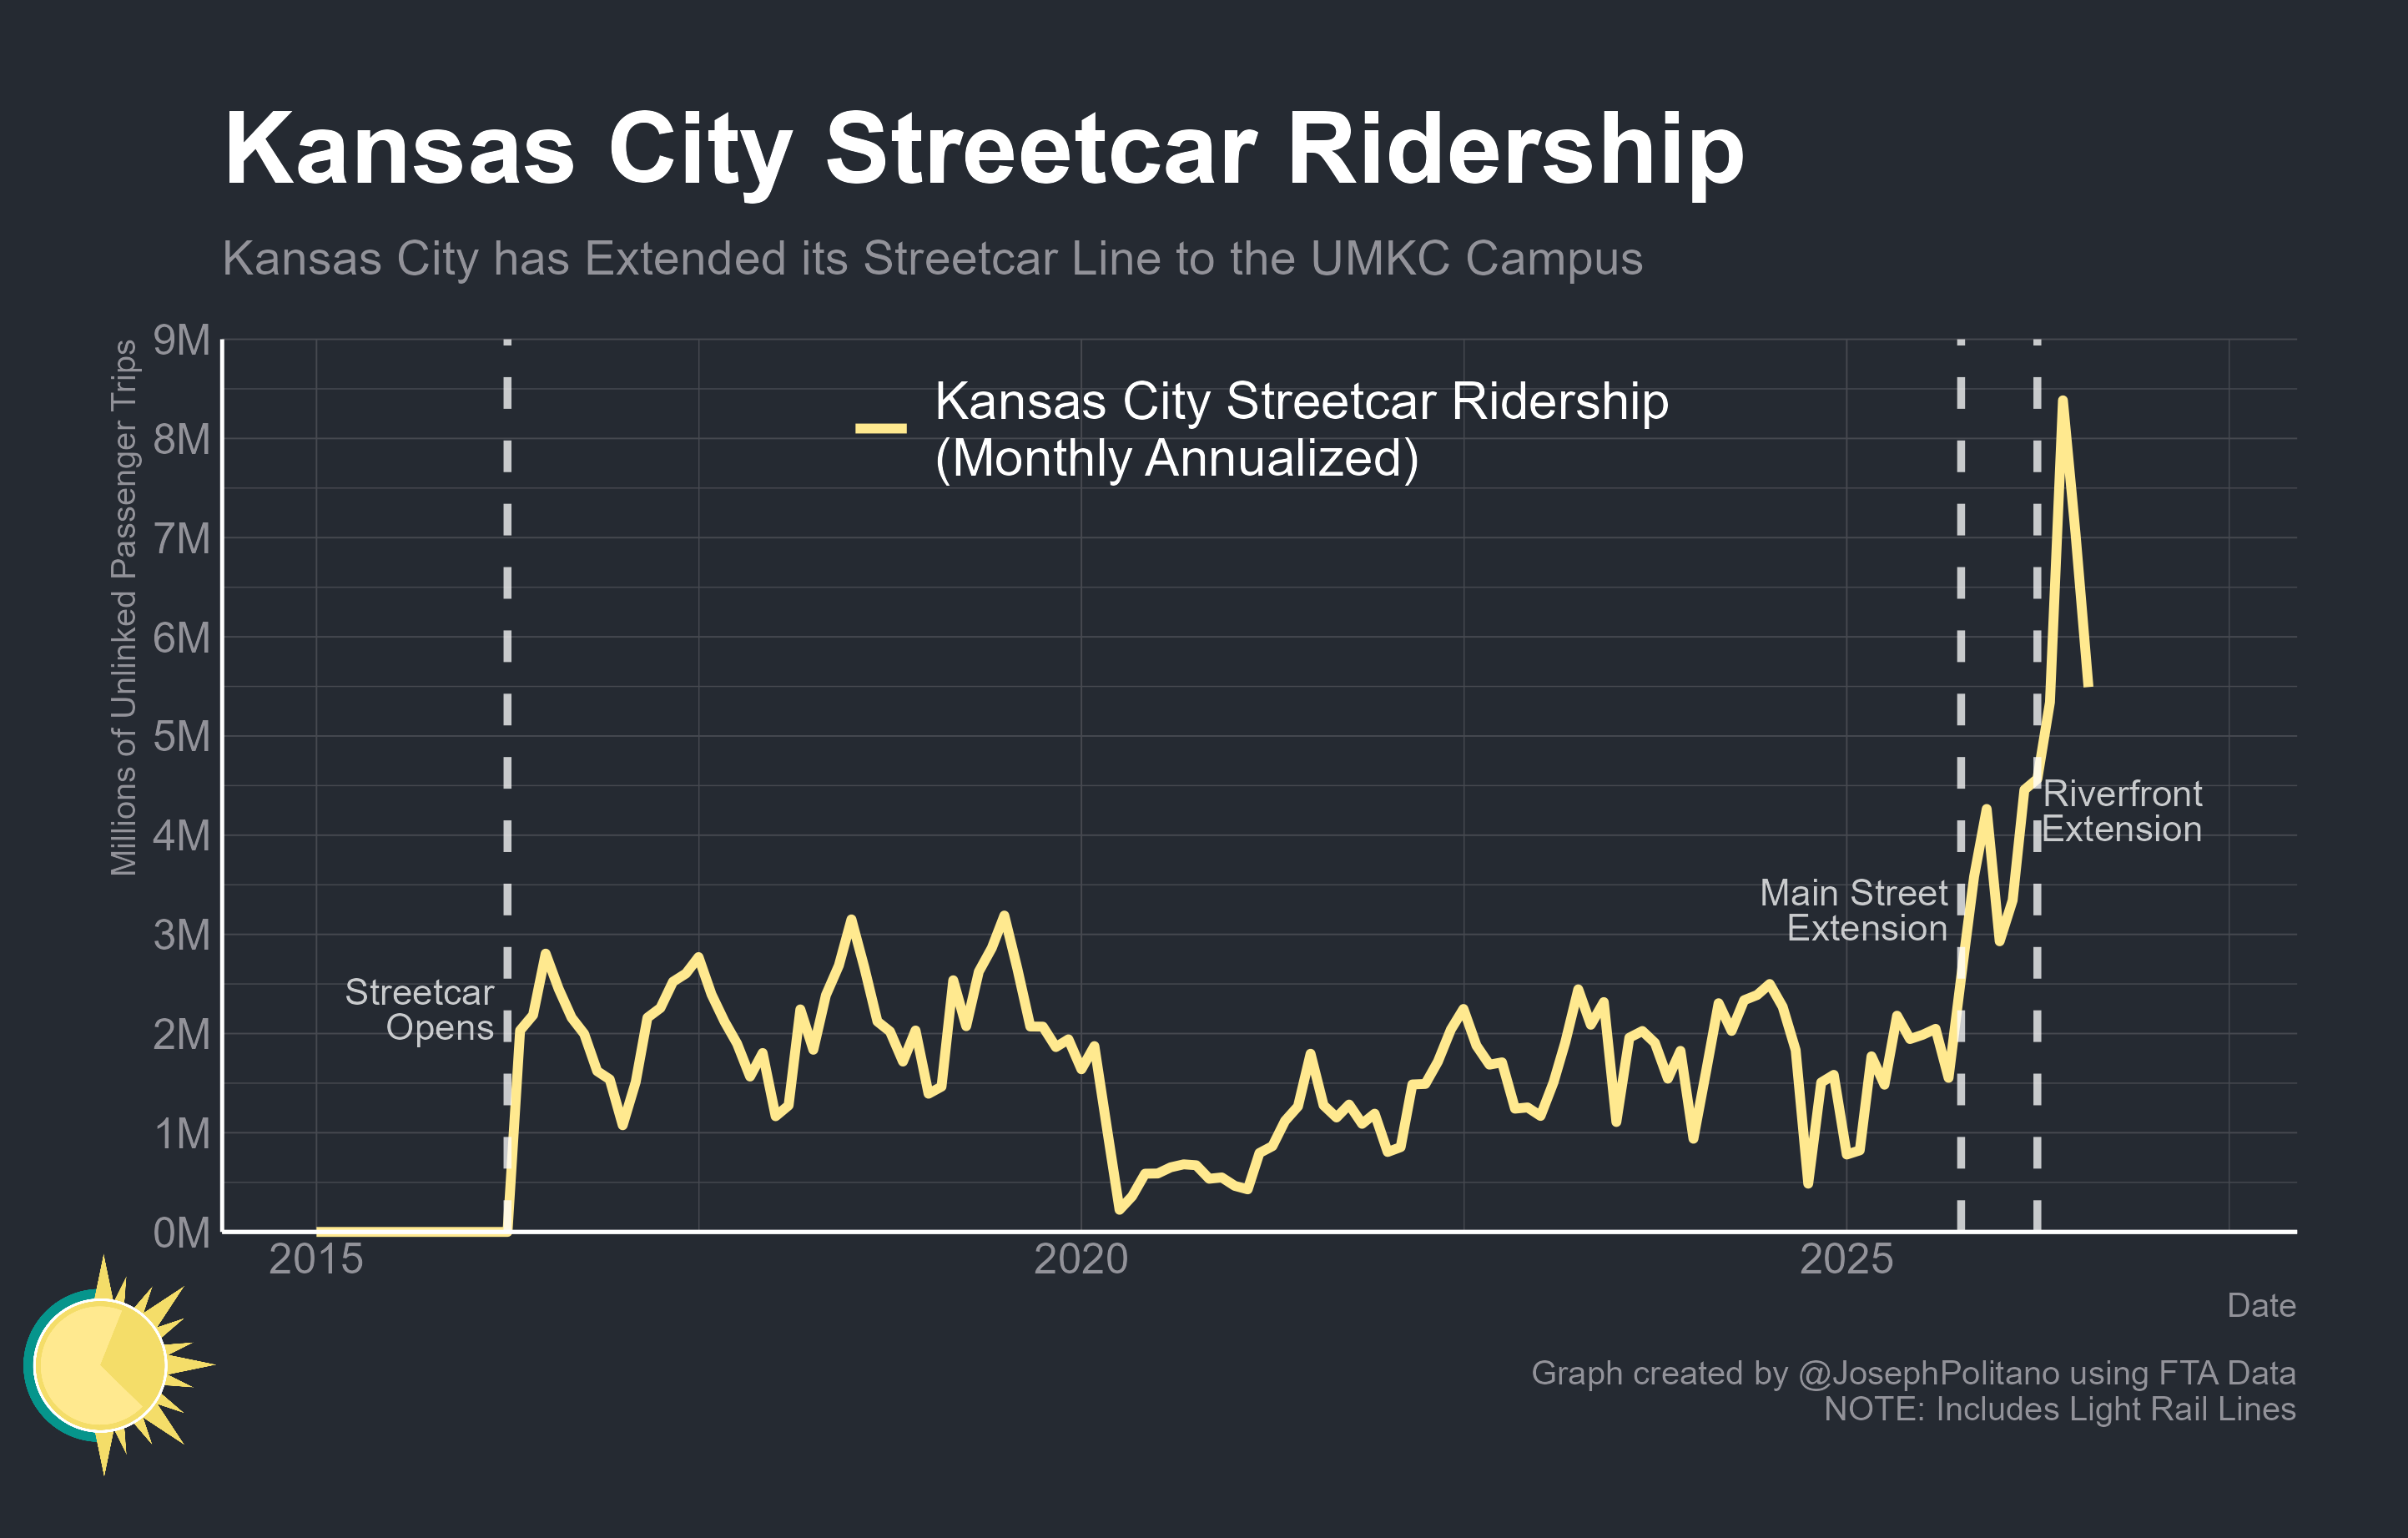 Kansas City Streetcar Ridership
Kansas City has Extended its Streetcar Line to the UMKC Campus
Millions of Unlinked Passenger Trips
9M
8M
7M
6M
5M
4M
3M
2M
1M
0M
Kansas City Streetcar Ridership
(Monthly Annualized)
Streetcar
Opens
Main Street
Extension
Riverfront
Extension
2015
2020
2025
Date
Graph created by @JosephPolitano using FTA Data
NOTE: Includes Light Rail Lines